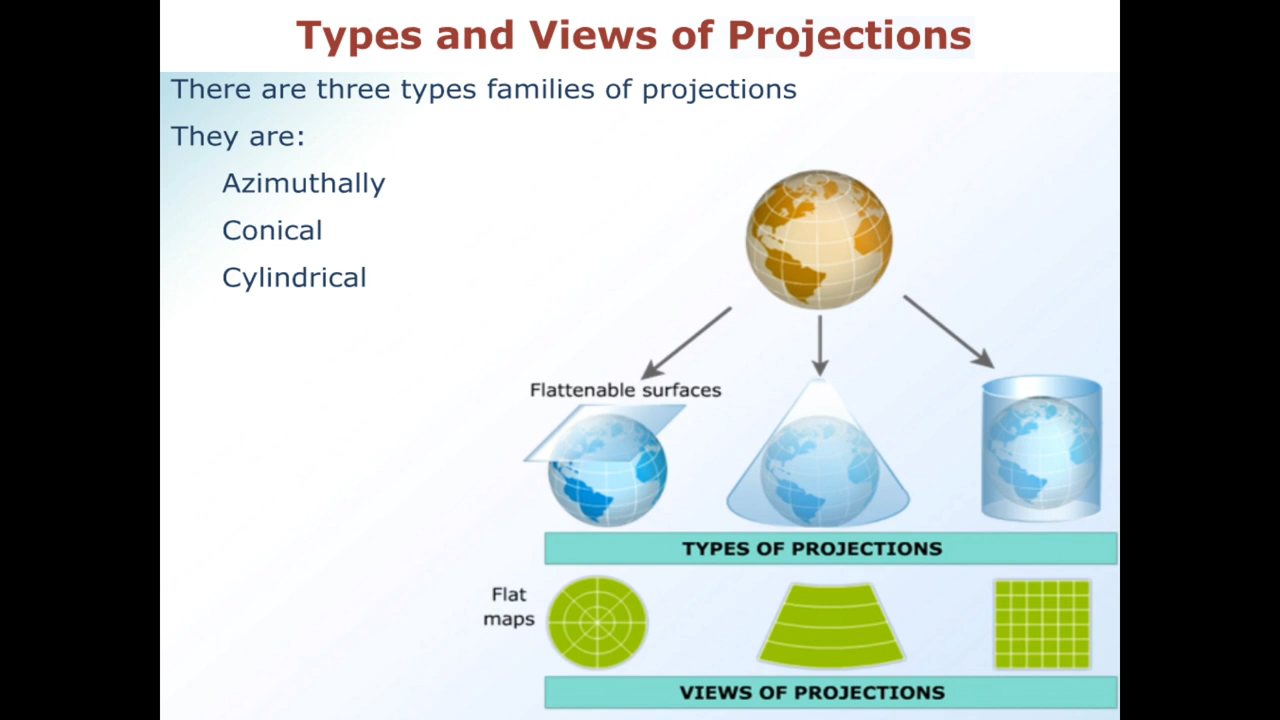 Types and Views of Projections
There are three types families of projections
They are:
Azimuthally
Conical
Cylindrical
Flattenable surfaces
TYPES OF PROJECTIONS
Flat
maps
VIEWS OF PROJECTIONS